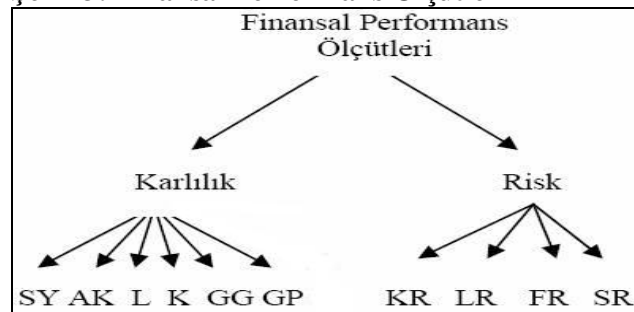 Finansal Performans
Ölçütleri
Karlılık Risk
SY AK L K GG GP KR LR FR SR